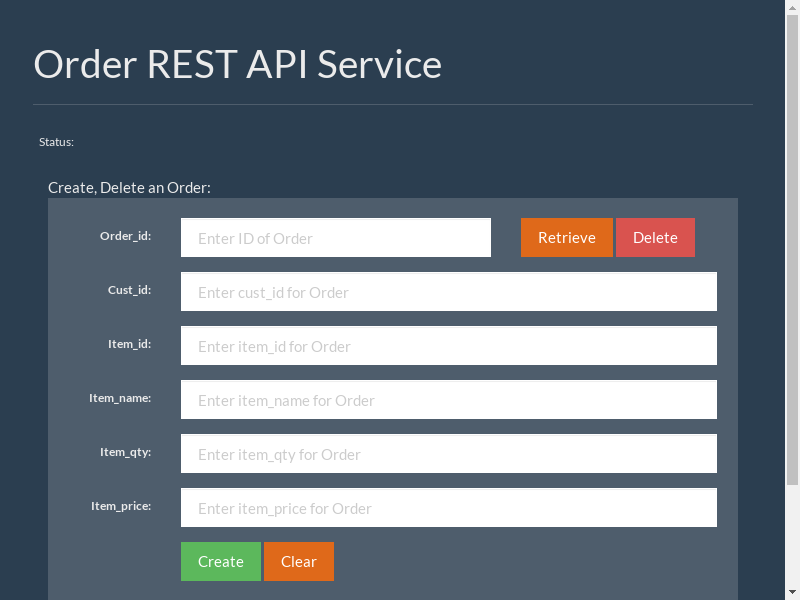 Order REST API Service
Status:
Create, Delete an Order:
Order_id: Enter ID of Order Retrieve Delete
Cust_id: Enter cust_id for Order
Item_id: Enter item_id for Order
Item_name: Enter item_name for Order
Item_qty: Enter item_qty for Order
Item_price: Enter item_price for Order
Create Clear